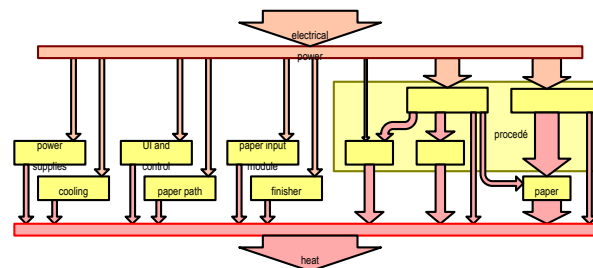 electrical
power
procedé
power
supplies
UI and
control
paper input
module
cooling
paper path
finisher
paper
heat